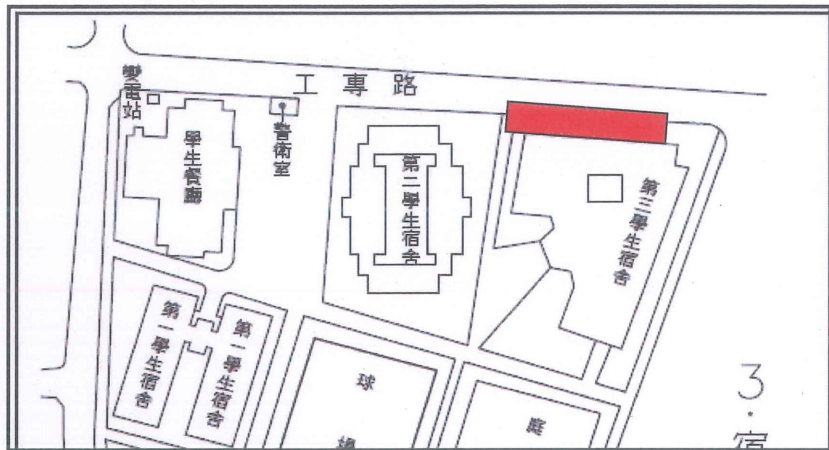 工專路
變電站
學生餐廳
警衛室
第二學生宿舍
第三學生宿舍
第一學生宿舍
第一學生宿舍
球場
庭
3.宿